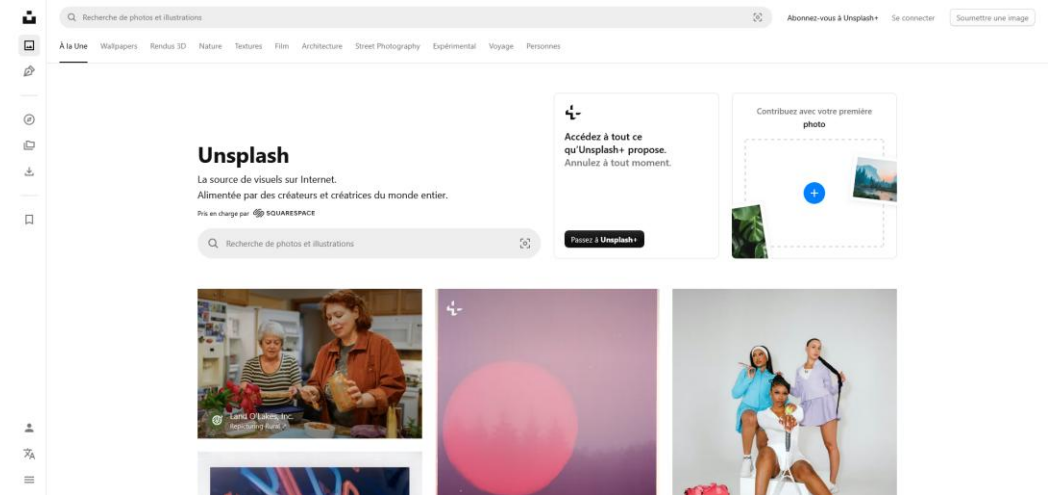 Recherche de photos et illustrations
Abonnez-vous à Unsplash+
Se connecter
Soumettre une image
À la Une
Wallpapers
Rendus 3D
Nature
Textures
Film
Architecture
Street Photography
Expérimental
Voyage
Personnes
Unsplash
La source de visuels sur Internet.
Alimentée par des créateurs et créatrices du monde entier.
Pris en charge par SQUARESPACE
Recherche de photos et illustrations
Accédez à tout ce
qu'Unsplash+ propose.
Annulez à tout moment.
Passez à Unsplash+
Contribuez avec votre première
photo
Land O'Lakes, Inc.
Repicturing Rural ↗